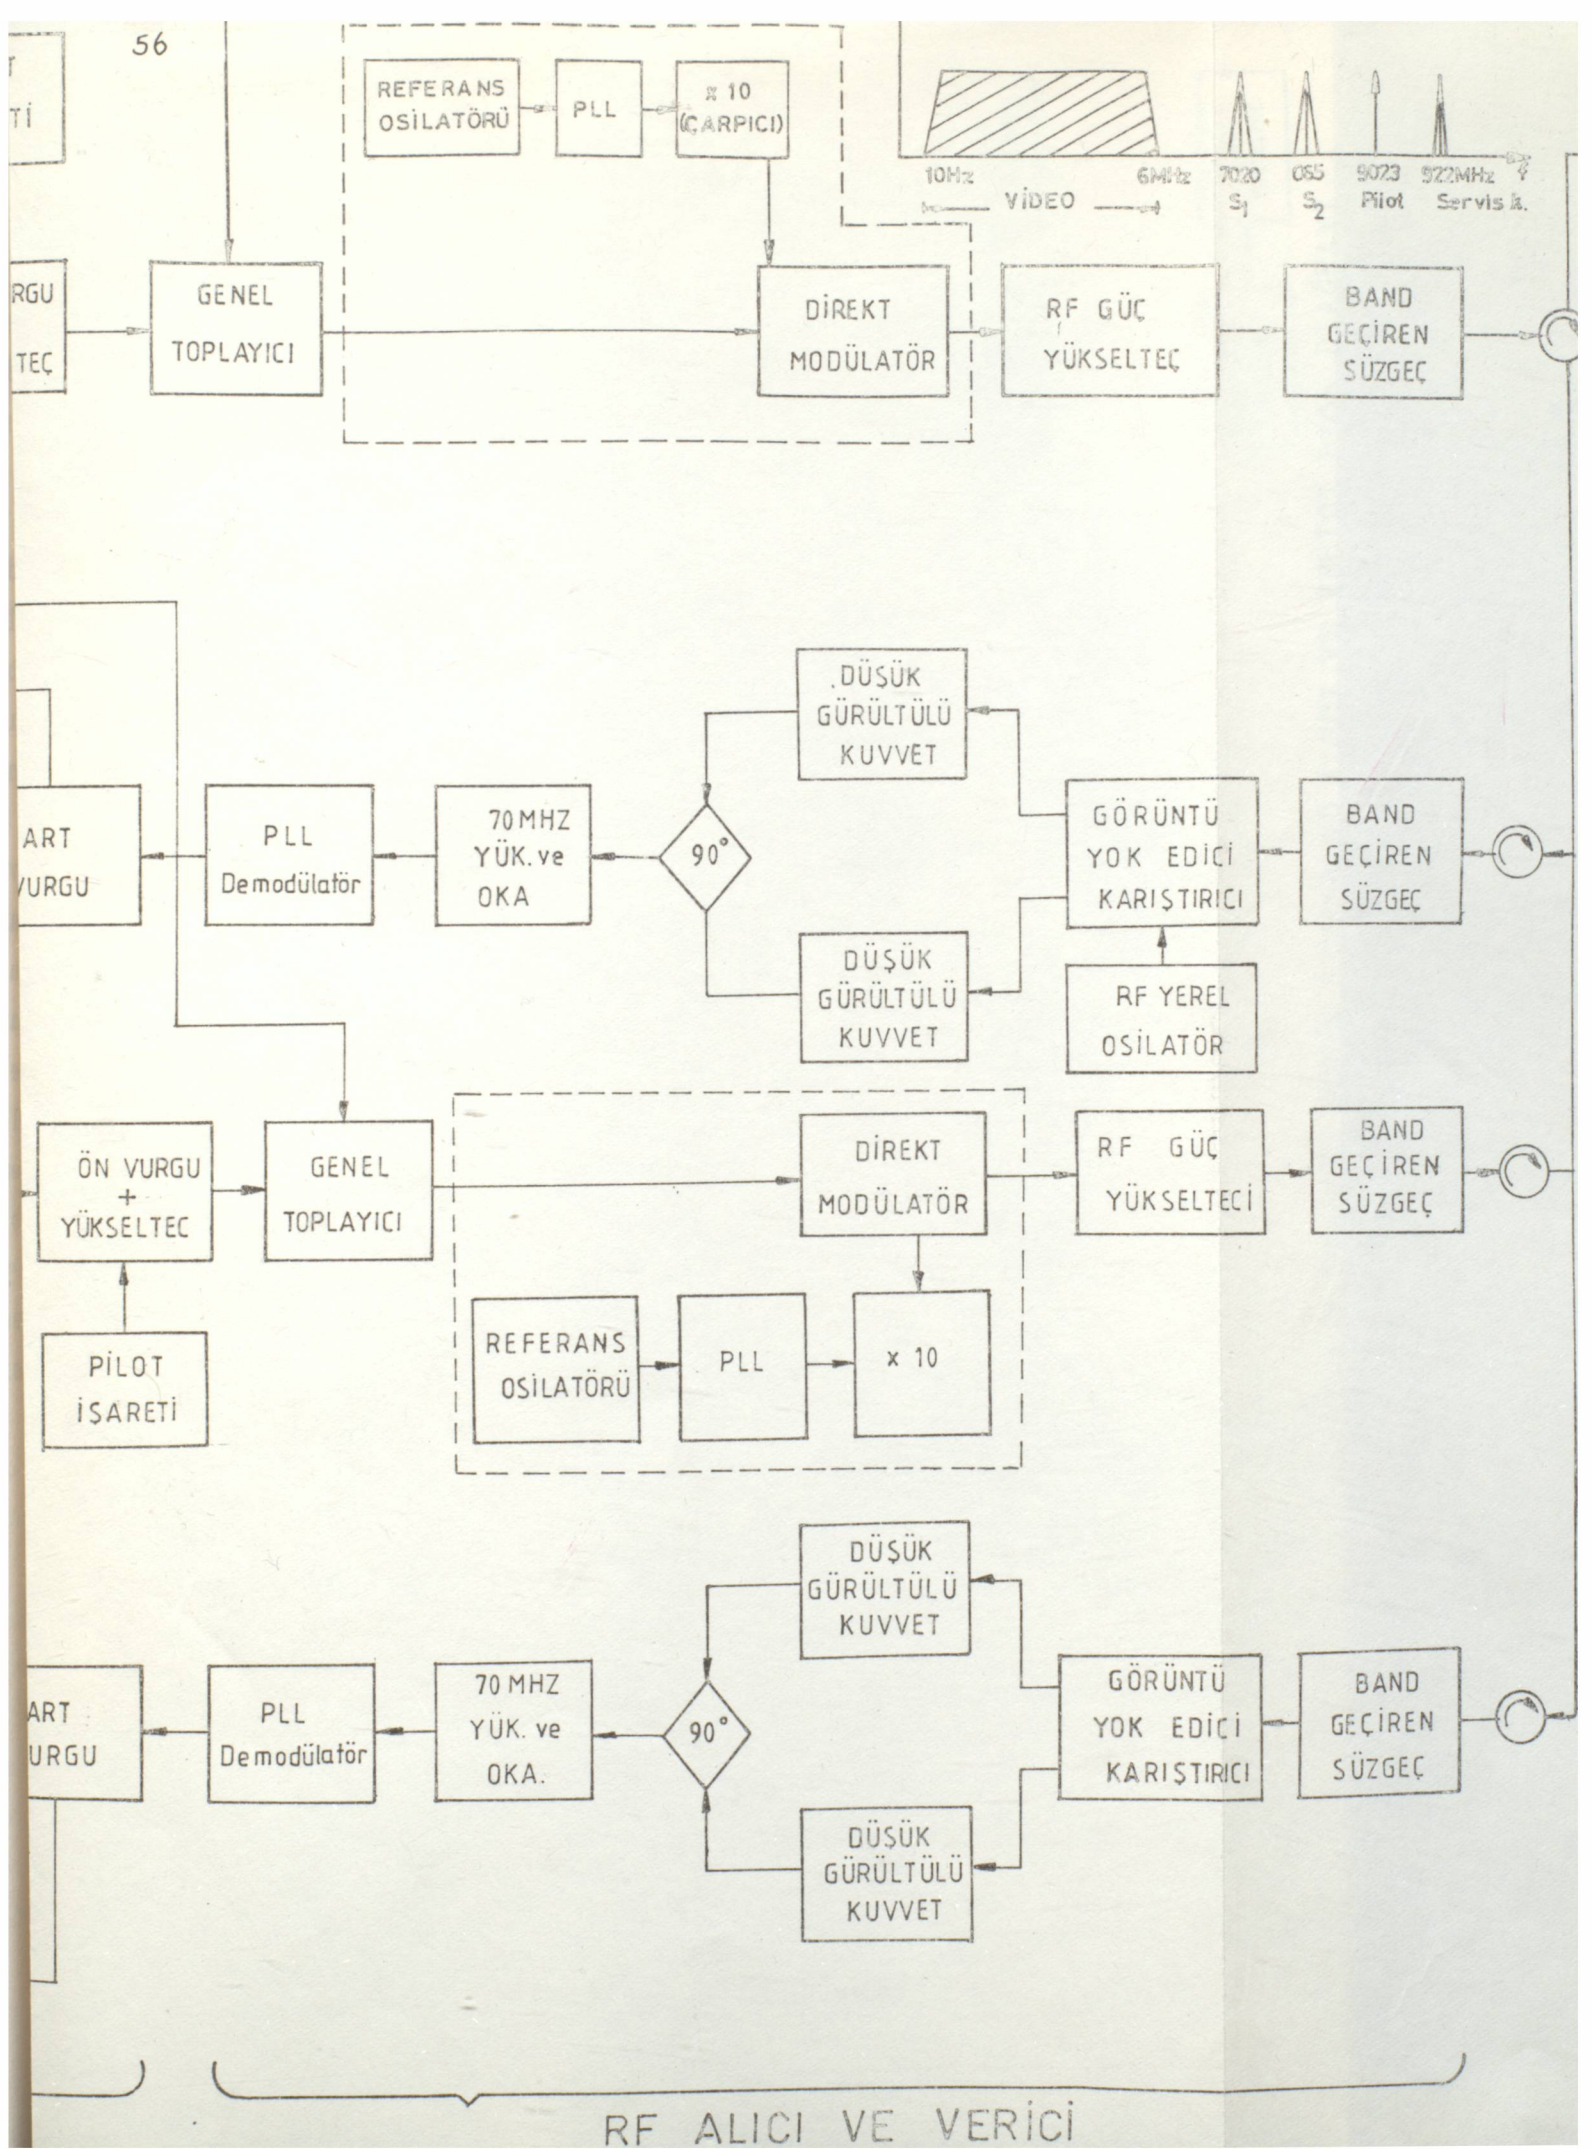 56
REFERANS
OSİLATÖRÜ
PLL
x 10
(ÇARPICI)
Tİ
10Hz
6MHz
7020
065
9023
922MHz
f
VİDEO
S1
S2
Pilot
Servis k.
RGU
TEÇ
GENEL
TOPLAYICI
DİREKT
MODÜLATÖR
RF GÜÇ
YÜKSELTEÇ
BAND
GEÇİREN
SÜZGEÇ
DÜŞÜK
GÜRÜLTÜLÜ
KUVVET
ART
VURGU
PLL
Demodülatör
70 MHZ
YÜK. ve
OKA
90°
GÖRÜNTÜ
YOK EDİCİ
KARIŞTIRICI
BAND
GEÇİREN
SÜZGEÇ
DÜŞÜK
GÜRÜLTÜLÜ
KUVVET
RF YEREL
OSİLATÖR
ÖN VURGU
+
YÜKSELTEC
GENEL
TOPLAYICI
DİREKT
MODÜLATÖR
RF GÜÇ
YÜKSELTECİ
BAND
GEÇİREN
SÜZGEÇ
PİLOT
İŞARETİ
REFERANS
OSİLATÖRÜ
PLL
x 10
DÜŞÜK
GÜRÜLTÜLÜ
KUVVET
ART
URGU
PLL
Demodülatör
70 MHZ
YÜK. ve
OKA.
90°
GÖRÜNTÜ
YOK EDİCİ
KARIŞTIRICI
BAND
GEÇİREN
SÜZGEÇ
DÜŞÜK
GÜRÜLTÜLÜ
KUVVET
RF ALICI VE VERİCİ